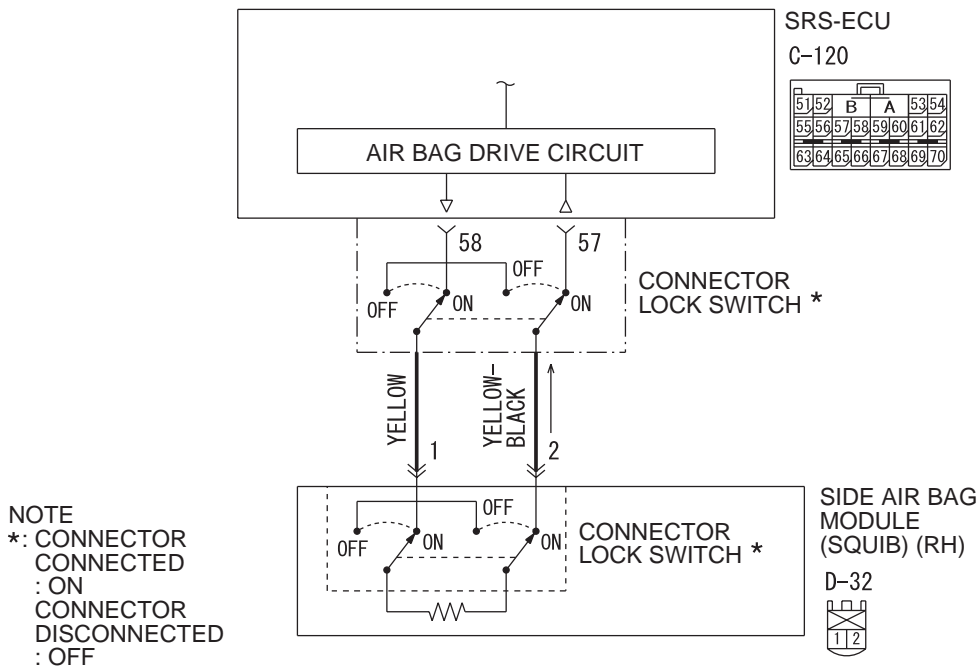 SRS-ECU
C-120
51 52 B A 53 54
55 56 57 58 59 60 61 62
63 64 65 66 67 68 69 70
AIR BAG DRIVE CIRCUIT
58
57
OFF
OFF
ON
ON
CONNECTOR
LOCK SWITCH *
YELLOW
YELLOW-
BLACK
1
2
OFF
OFF
ON
ON
CONNECTOR
LOCK SWITCH *
SIDE AIR BAG
MODULE
(SQUIB) (RH)
D-32
1 2
NOTE
*: CONNECTOR
CONNECTED
: ON
CONNECTOR
DISCONNECTED
: OFF